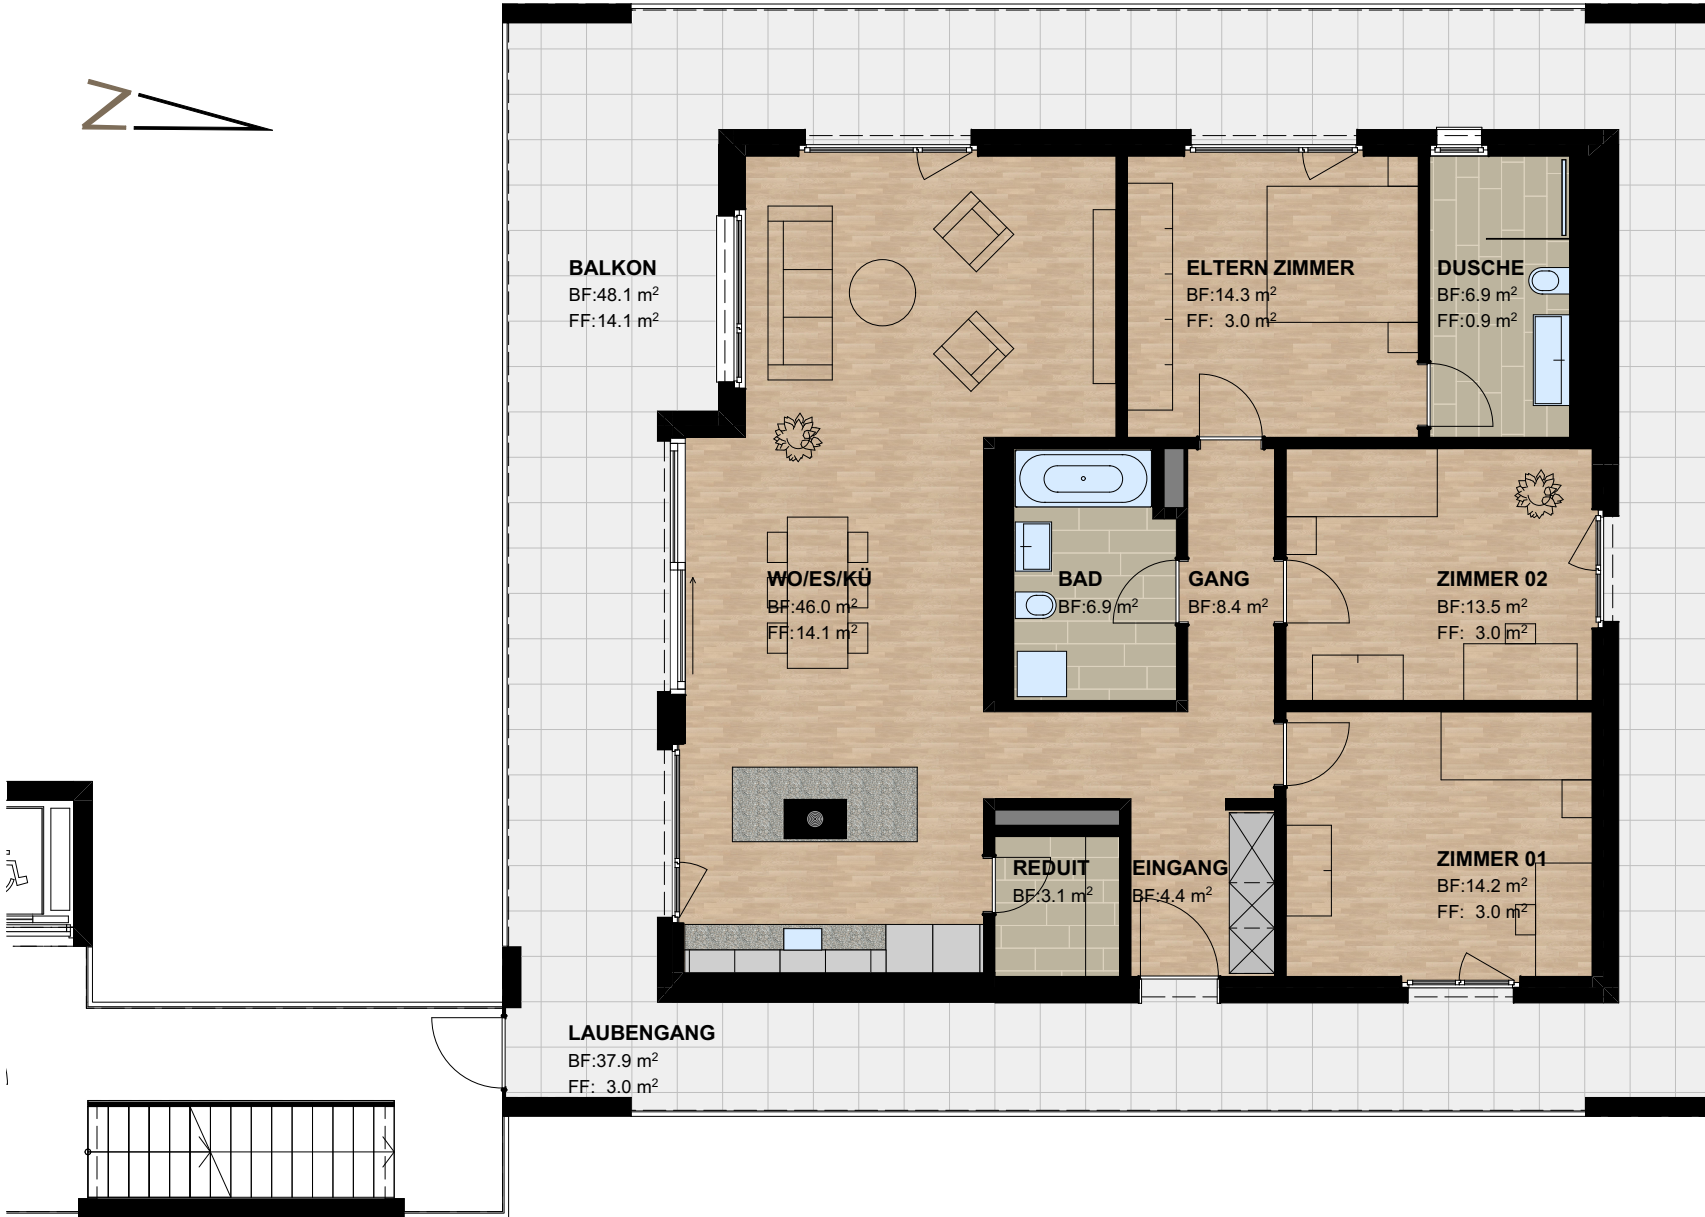 Z
BALKON
BF:48.1 m²
FF:14.1 m²
ELTERN ZIMMER
BF:14.3 m²
FF: 3.0 m²
DUSCHE
BF:6.9 m²
FF:0.9 m²
WO/ES/KÜ
BF:46.0 m²
FF:14.1 m²
BAD
BF:6.9 m²
GANG
BF:8.4 m²
ZIMMER 02
BF:13.5 m²
FF: 3.0 m²
REDUIT
BF:3.1 m²
EINGANG
BF:4.4 m²
ZIMMER 01
BF:14.2 m²
FF: 3.0 m²
LAUBENGANG
BF:37.9 m²
FF: 3.0 m²